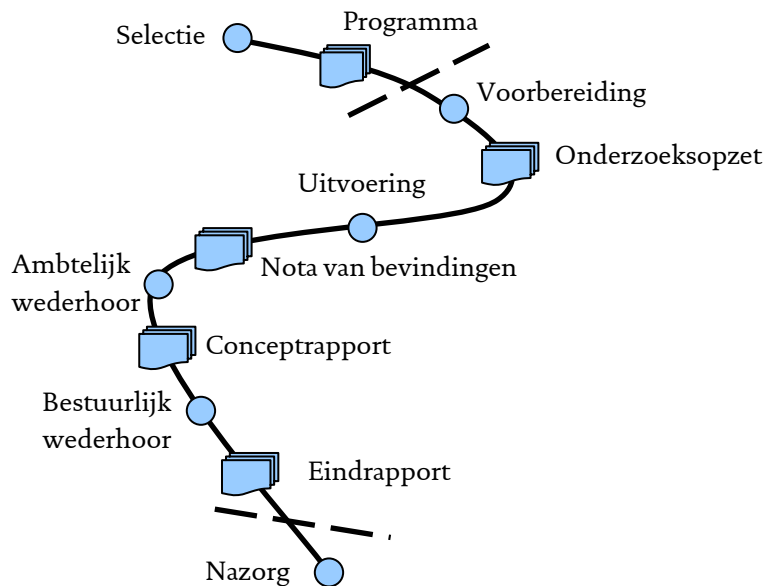 Programma
Selectie
Voorbereiding
Onderzoeksopzet
Uitvoering
Nota van bevindingen
Ambtelijk
wederhoor
Conceptrapport
Bestuurlijk
wederhoor
Eindrapport
Nazorg